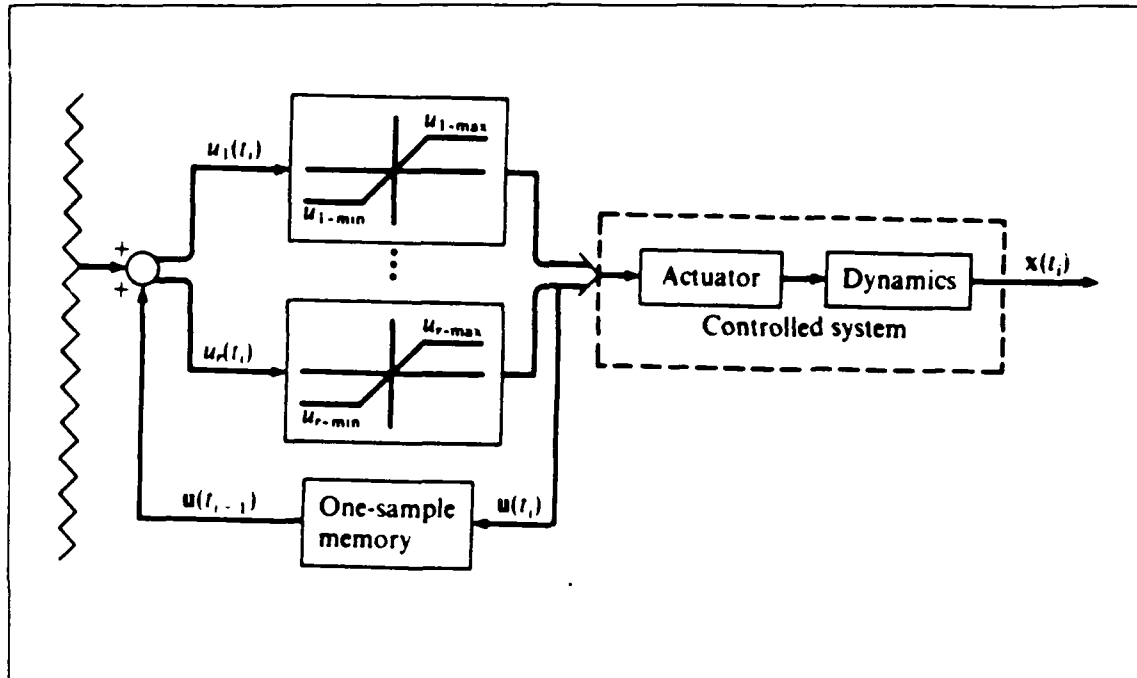 u₁(tᵢ)
u₁-max
u₁-min
+
+
uᵣ(tᵢ)
uᵣ-max
uᵣ-min
Actuator
Dynamics
Controlled system
x(tᵢ)
u(tᵢ₋₁)
One-sample
memory
u(tᵢ)